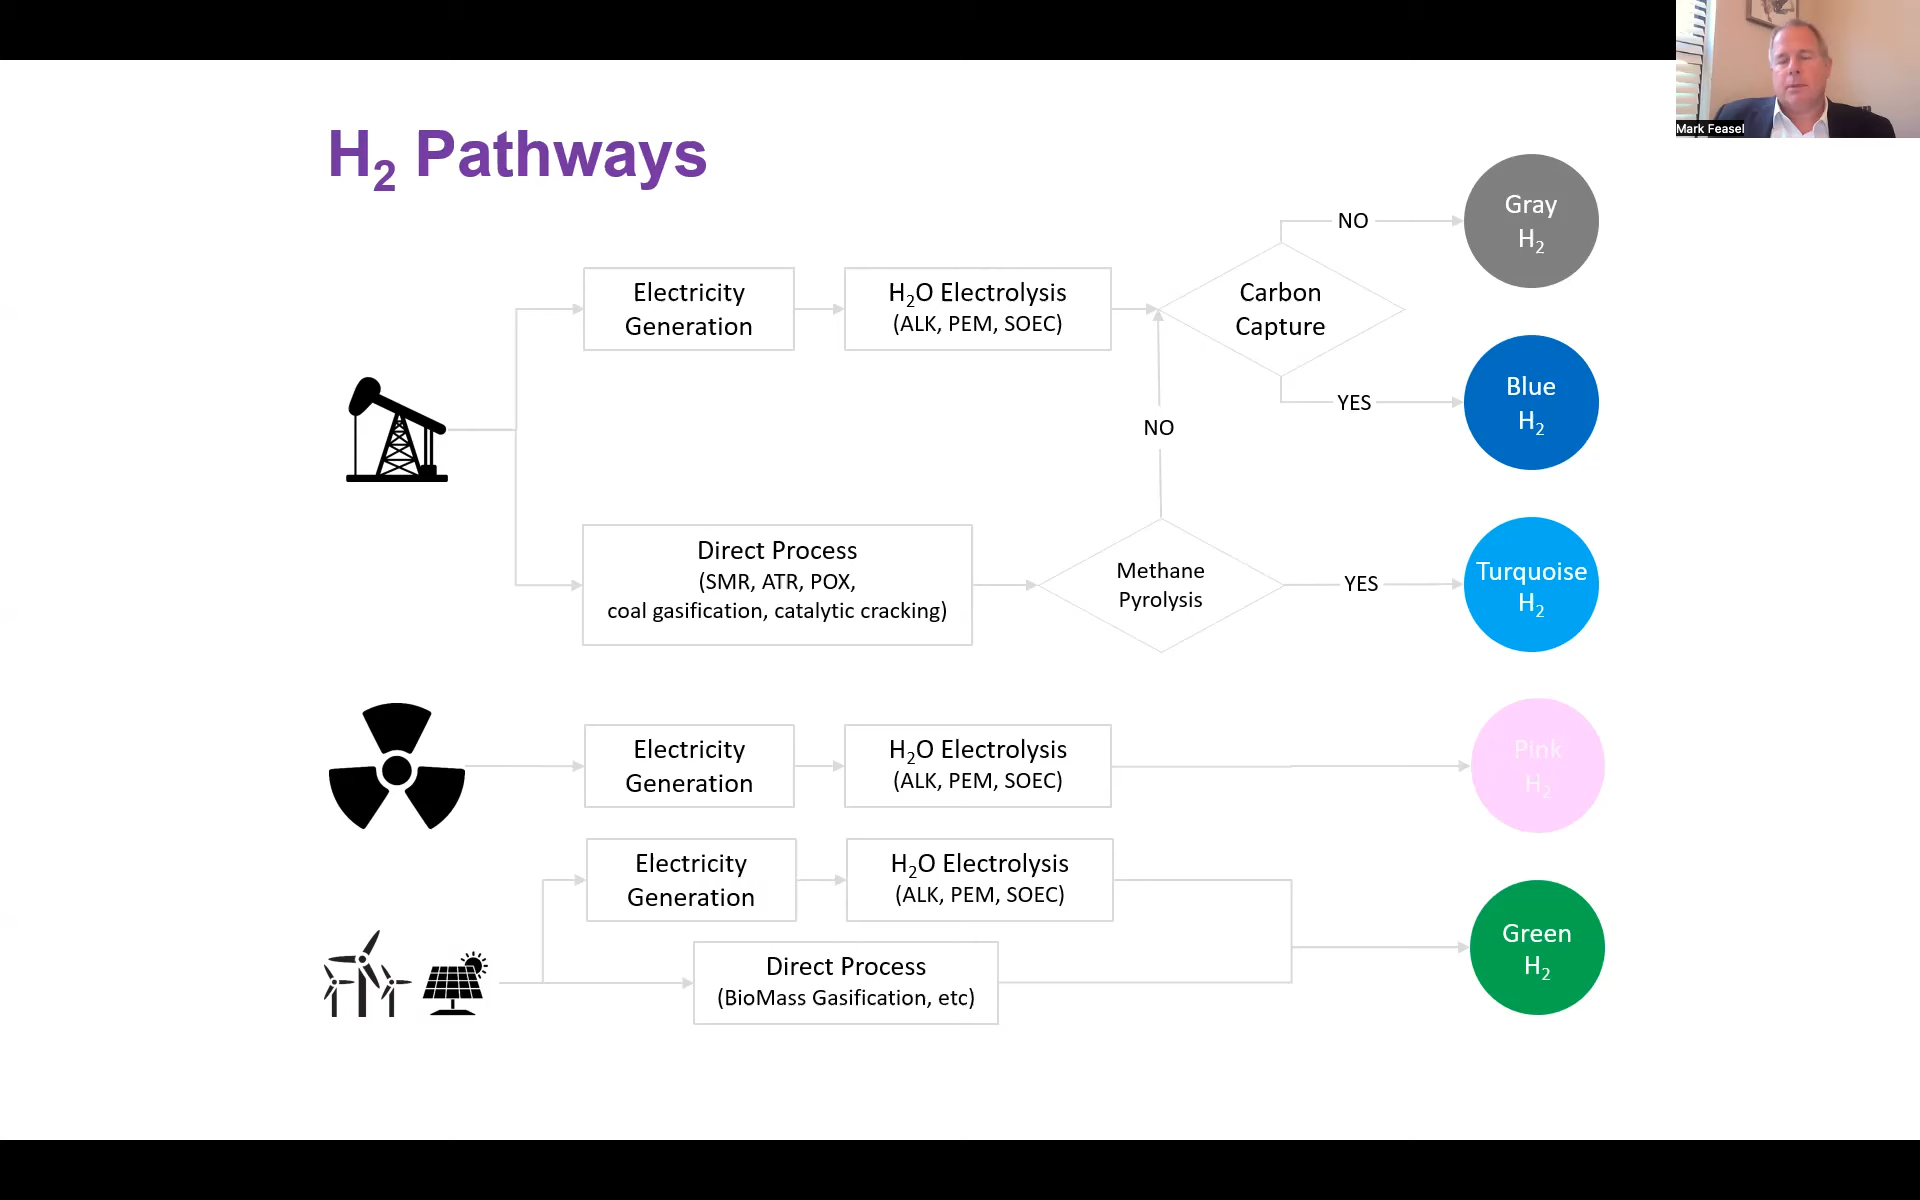 Mark Feasel
H2 Pathways
Gray
H2
NO
Electricity
Generation
H2O Electrolysis
(ALK, PEM, SOEC)
Carbon
Capture
YES
Blue
H2
NO
Direct Process
(SMR, ATR, POX,
coal gasification, catalytic cracking)
Methane
Pyrolysis
YES
Turquoise
H2
Electricity
Generation
H2O Electrolysis
(ALK, PEM, SOEC)
Pink
H2
Electricity
Generation
H2O Electrolysis
(ALK, PEM, SOEC)
Direct Process
(BioMass Gasification, etc)
Green
H2